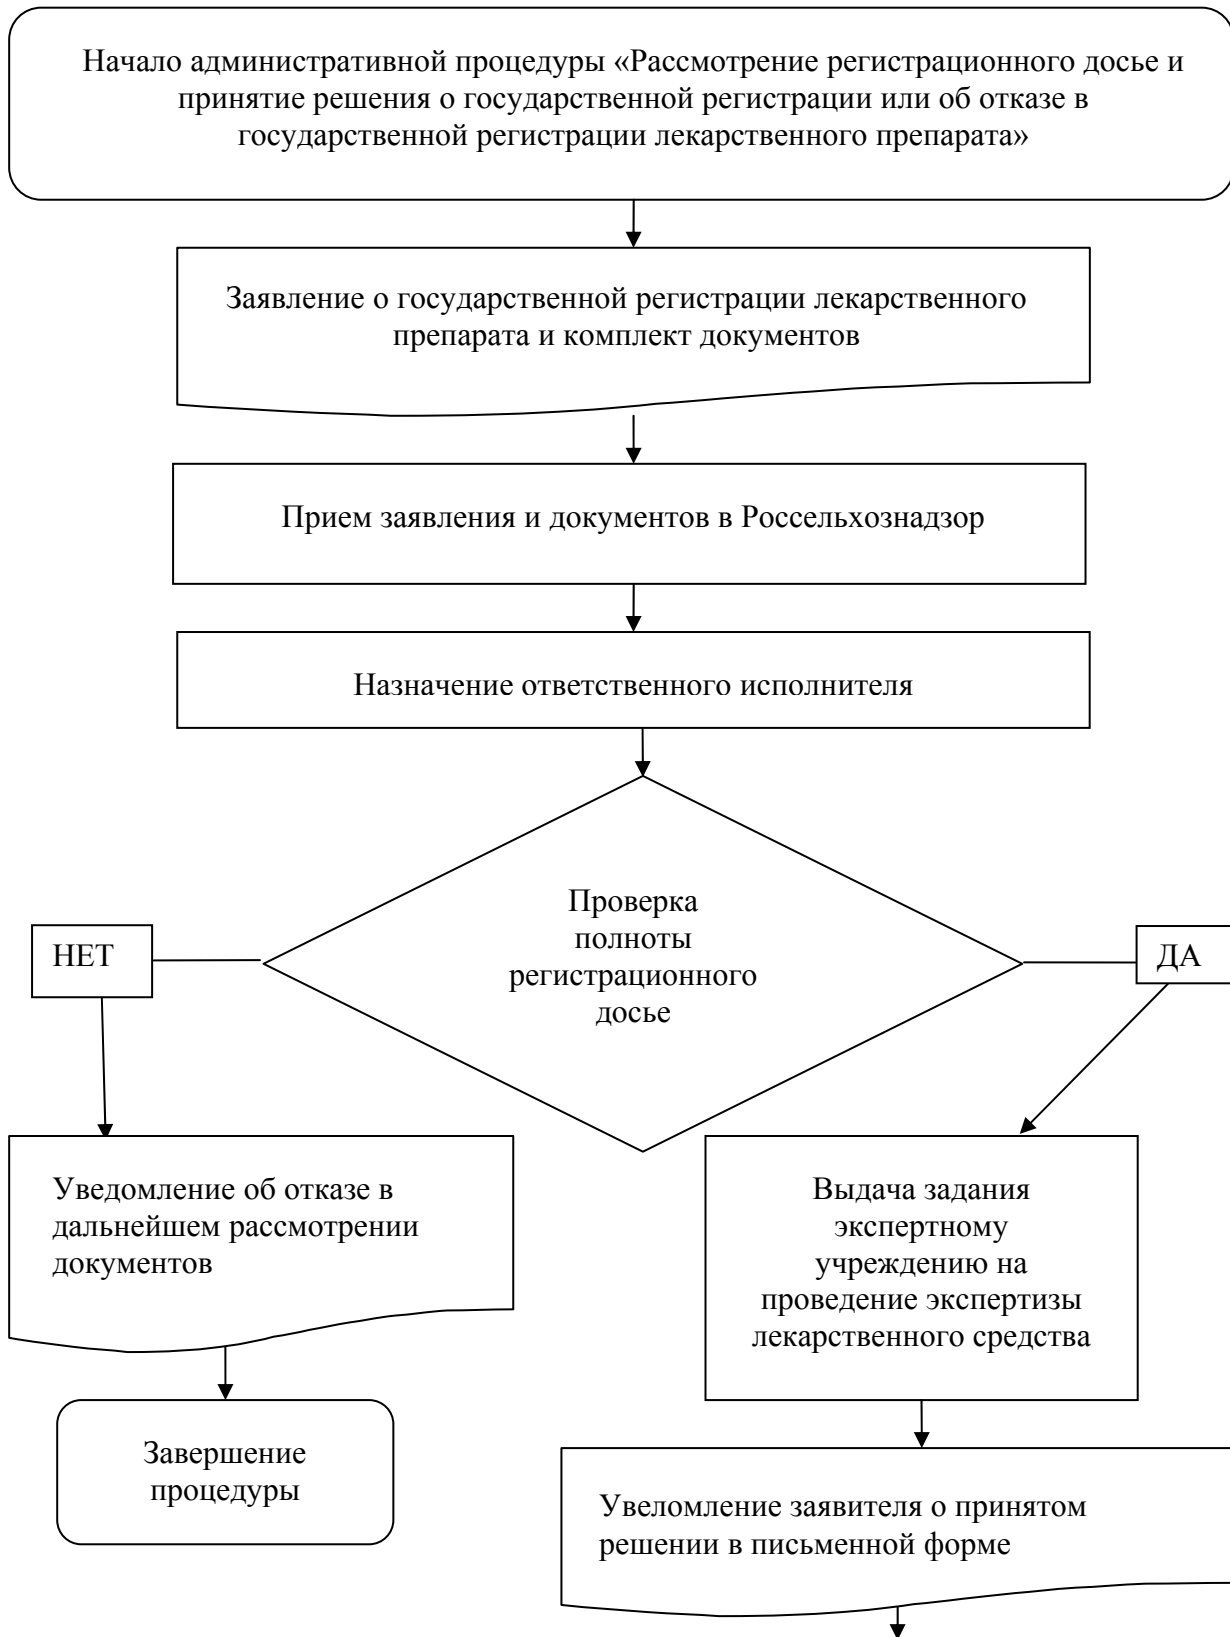 Начало административной процедуры «Рассмотрение регистрационного досье и
принятие решения о государственной регистрации или об отказе в
государственной регистрации лекарственного препарата»
Заявление о государственной регистрации лекарственного
препарата и комплект документов
Прием заявления и документов в Россельхознадзор
Назначение ответственного исполнителя
Проверка
полноты
регистрационного
досье
НЕТ
ДА
Уведомление об отказе в
дальнейшем рассмотрении
документов
Выдача задания
экспертному
учреждению на
проведение экспертизы
лекарственного средства
Завершение
процедуры
Увеломление заявителя о принятом
решении в письменной форме